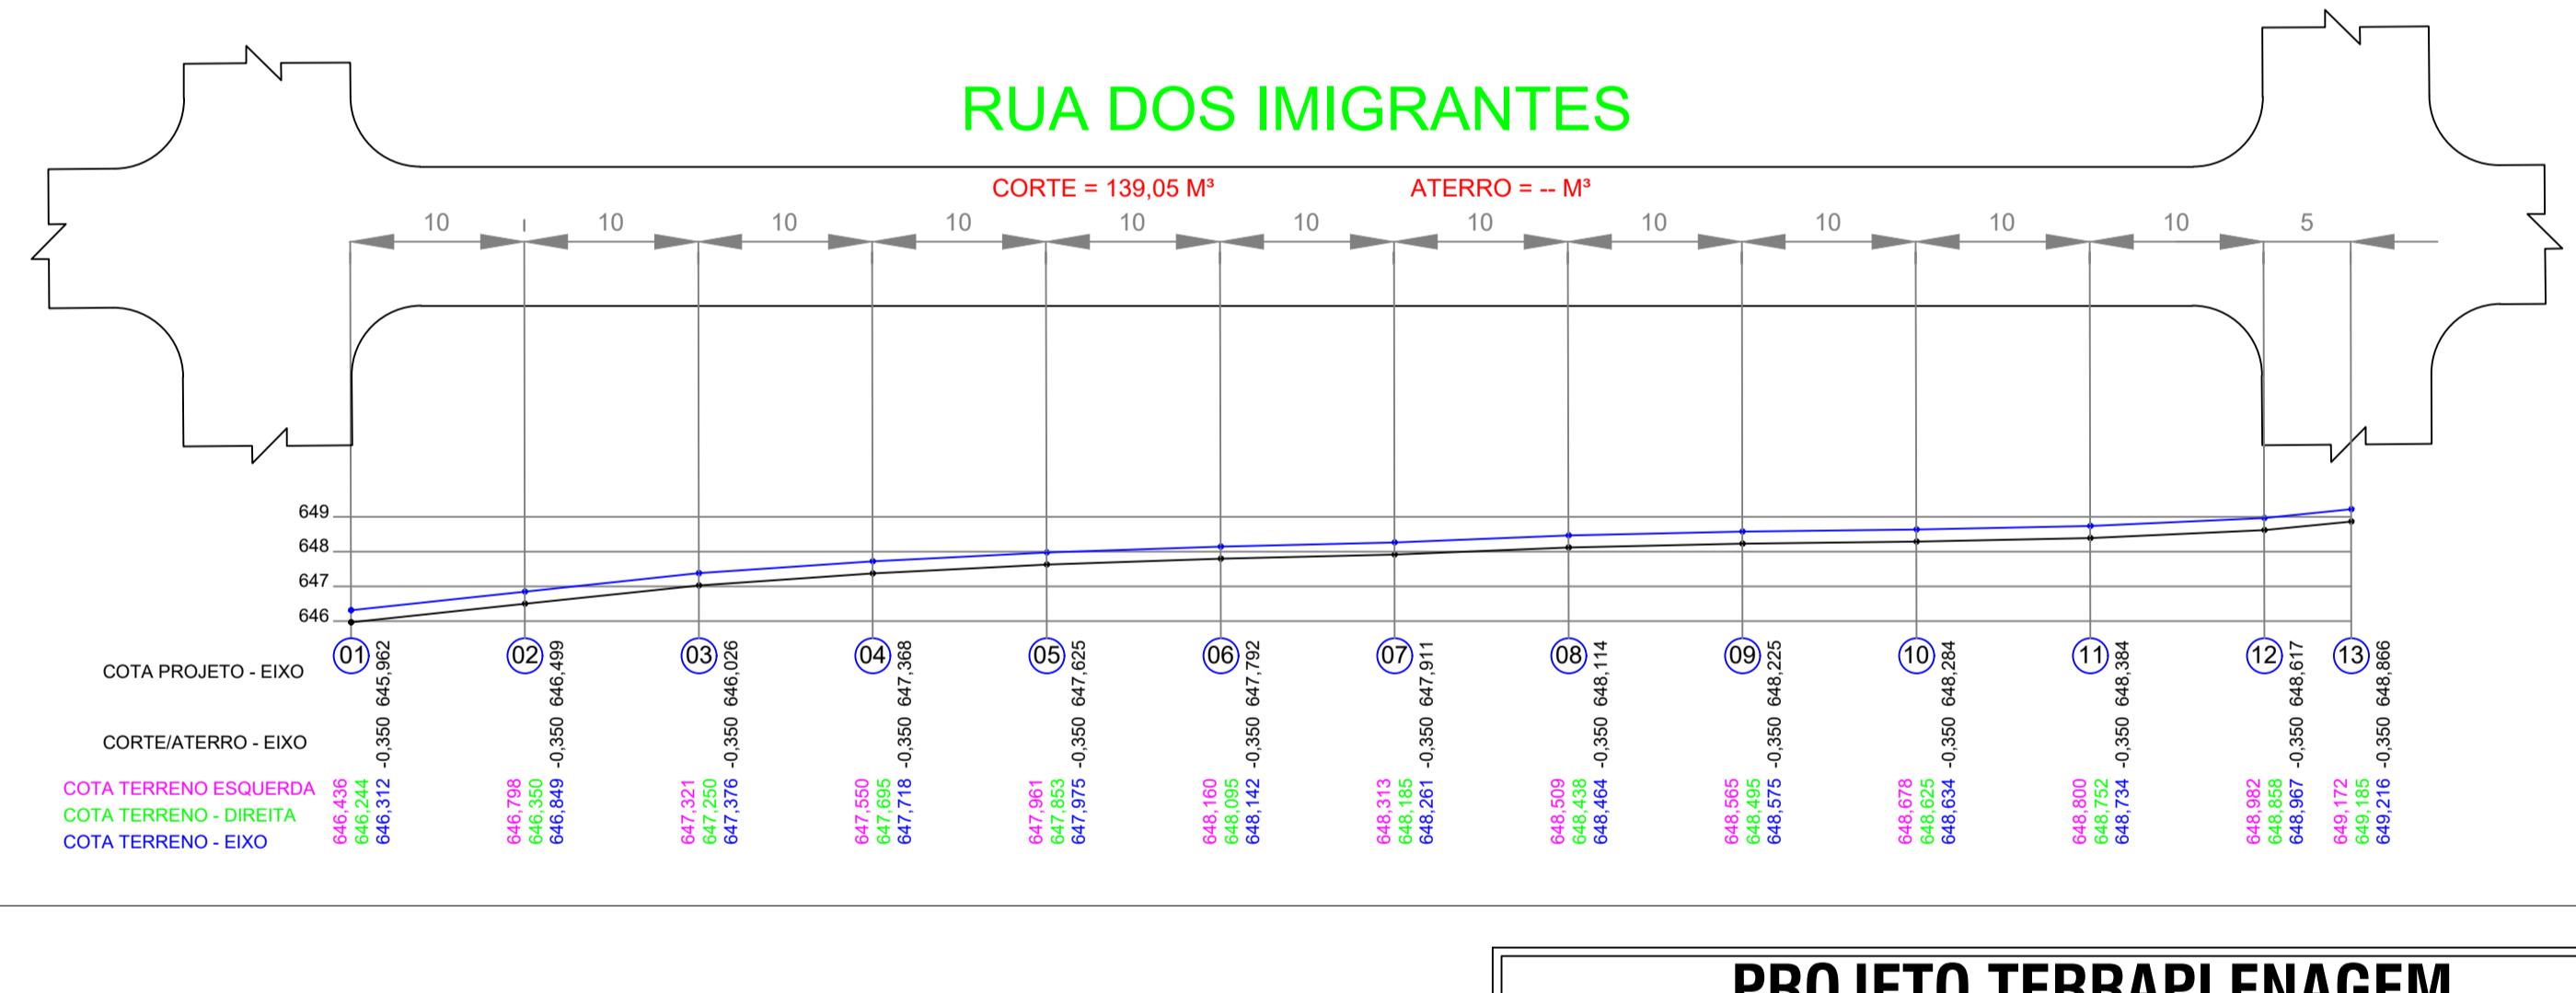 RUA DOS IMIGRANTES
CORTE = 139,05 M³ ATERRO = -- M³
10 10 10 10 10 10 10 10 10 10 10 5
649
648
647
646
01 02 03 04 05 06 07 08 09 10 11 12 13
COTA PROJETO - EIXO 645,962 646,499 646,026 647,368 647,625 647,792 647,911 648,114 648,225 648,284 648,384 648,617 648,866
CORTE/ATERRO - EIXO -0,350 -0,350 -0,350 -0,350 -0,350 -0,350 -0,350 -0,350 -0,350 -0,350 -0,350 -0,350 -0,350
COTA TERRENO ESQUERDA 646,436 646,798 647,321 647,550 647,961 648,160 648,313 648,509 648,565 648,678 648,800 648,982 649,172
COTA TERRENO - DIREITA 646,244 646,350 647,250 647,695 647,853 648,095 648,185 648,438 648,495 648,625 648,752 648,858 649,185
COTA TERRENO - EIXO 646,312 646,849 647,376 647,718 647,975 648,142 648,261 648,464 648,575 648,634 648,734 648,967 649,216
PROJETO TERRAPLENAGEM